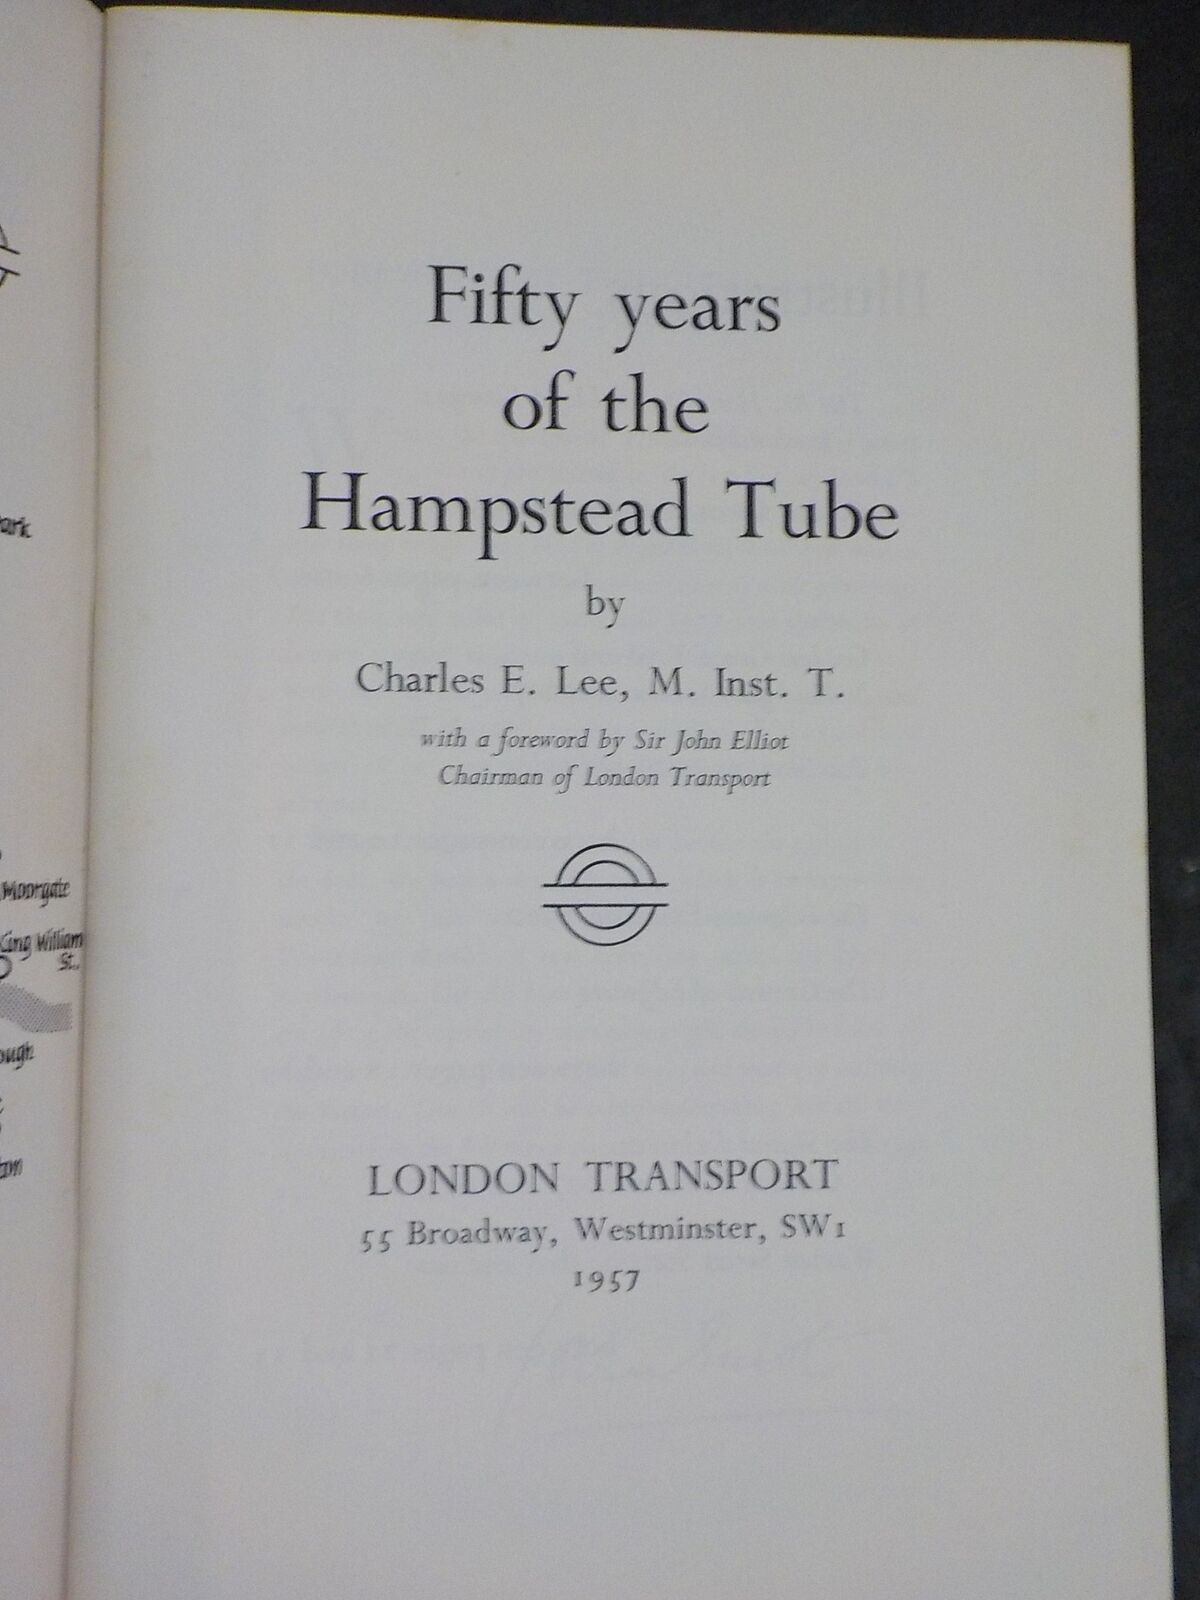 Fifty years
of the
Hampstead Tube
by
Charles E. Lee, M. Inst. T.
with a foreword by Sir John Elliot
Chairman of London Transport
LONDON TRANSPORT
55 Broadway, Westminster, SW1
1957
Moorgate
King William
St.